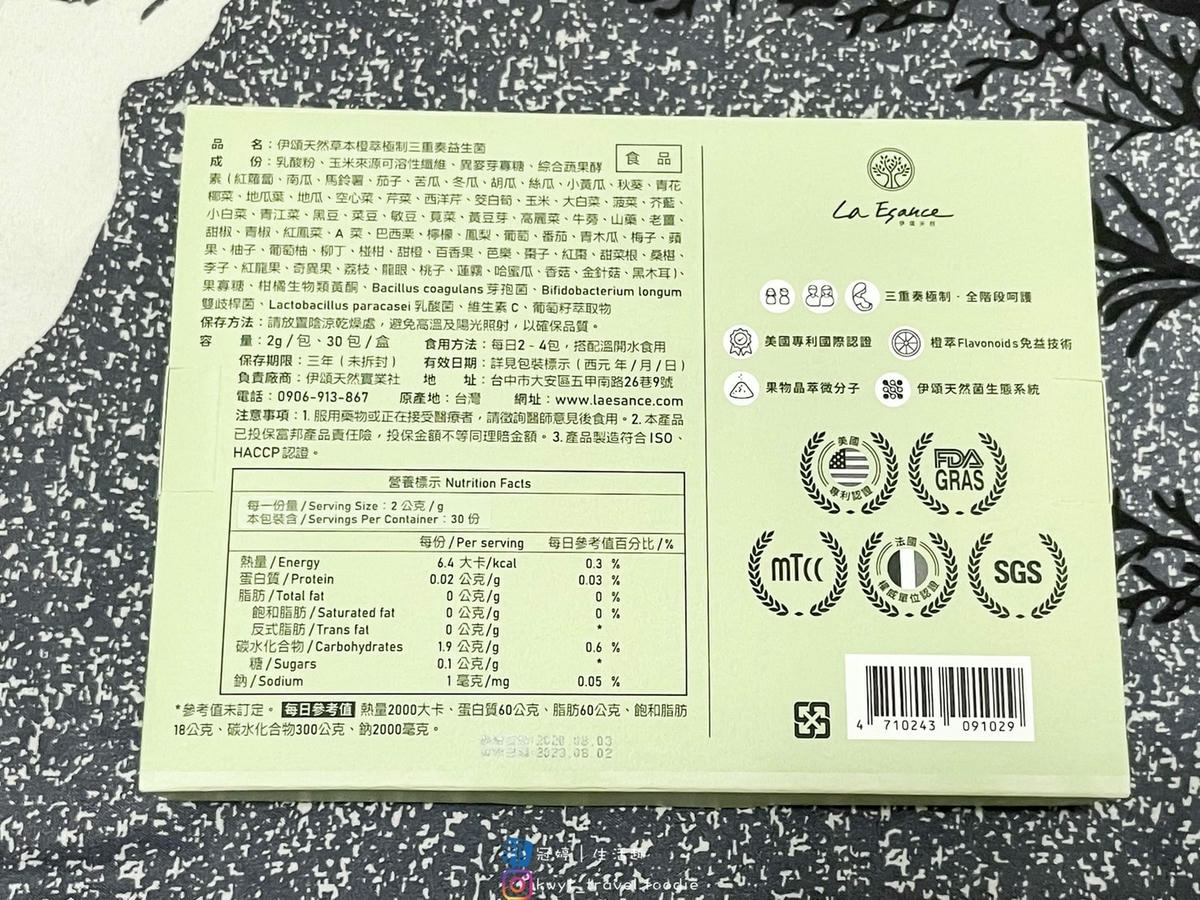 品 名：伊頌天然草本橙萃極制三重奏益生菌
食 品
成 份：乳酸粉、玉米來源可溶性纖維、異麥芽寡糖、綜合蔬果酵
素（紅蘿蔔、南瓜、馬鈴薯、茄子、苦瓜、冬瓜、胡瓜、絲瓜、小黃瓜、秋葵、青花
椰菜、地瓜葉、地瓜、空心菜、芹菜、西洋芹、筊白筍、玉米、大白菜、菠菜、芥藍、
小白菜、青江菜、黑豆、菜豆、敏豆、莧菜、黃豆芽、高麗菜、牛蒡、山藥、老薑、
甜椒、青椒、紅鳳菜、A 菜、巴西栗、檸檬、鳳梨、葡萄、番茄、青木瓜、梅子、蘋
果、柚子、葡萄柚、柳丁、椪柑、甜橙、百香果、芭樂、棗子、紅棗、甜菜根、桑椹、
李子、紅龍果、奇異果、荔枝、龍眼、桃子、蓮霧、哈蜜瓜、香菇、金針菇、黑木耳）、
果寡糖、柑橘生物類黃酮、Bacillus coagulans 芽孢菌、Bifidobacterium longum
雙歧桿菌、Lactobacillus paracasei 乳酸菌、維生素 C、葡萄籽萃取物
保存方法：請放置陰涼乾燥處，避免高溫及陽光照射，以確保品質。
容 量：2g / 包、30 包 / 盒 食用方法：每日2 - 4包，搭配溫開水食用
保存期限：三年（未拆封） 有效日期：詳見包裝標示（西元 年 / 月 / 日）
負責廠商：伊頌天然實業社 地 址：台中市大安區五甲南路26巷9號
電話：0906-913-867 原產地：台灣 網址：www.laesance.com
注意事項：1. 服用藥物或正在接受醫療者，請徵詢醫師意見後食用。2. 本產品
已投保富邦產品責任險，投保金額不等同理賠金額。3. 產品製造符合 ISO、
HACCP 認證。
營養標示 Nutrition Facts
每一份量 / Serving Size：2 公克 / g
本包裝含 / Servings Per Container：30 份
每份 / Per serving 每日參考值百分比 / %
熱量 / Energy 6.4 大卡/kcal 0.3 %
蛋白質 / Protein 0.02 公克/g 0.03 %
脂肪 / Total fat 0 公克/g 0 %
飽和脂肪 / Saturated fat 0 公克/g 0 %
反式脂肪 / Trans fat 0 公克/g *
碳水化合物 / Carbohydrates 1.9 公克/g 0.6 %
糖 / Sugars 0.1 公克/g *
鈉 / Sodium 1 毫克/mg 0.05 %
*參考值未訂定。 每日參考值 熱量2000大卡、蛋白質60公克、脂肪60公克、飽和脂肪
18公克、碳水化合物300公克、鈉2000毫克。
2020.08.03
2023.08.02
La Esance
伊頌天然
三重奏極制．全階段呵護
美國專利國際認證 橙萃Flavonoids免益技術
果物晶萃微分子 伊頌天然菌生態系統
美國
專利認證
FDA
GRAS
mTCC
法國
權威單位認證
SGS
4 710243 091029
冠婷｜生活趣